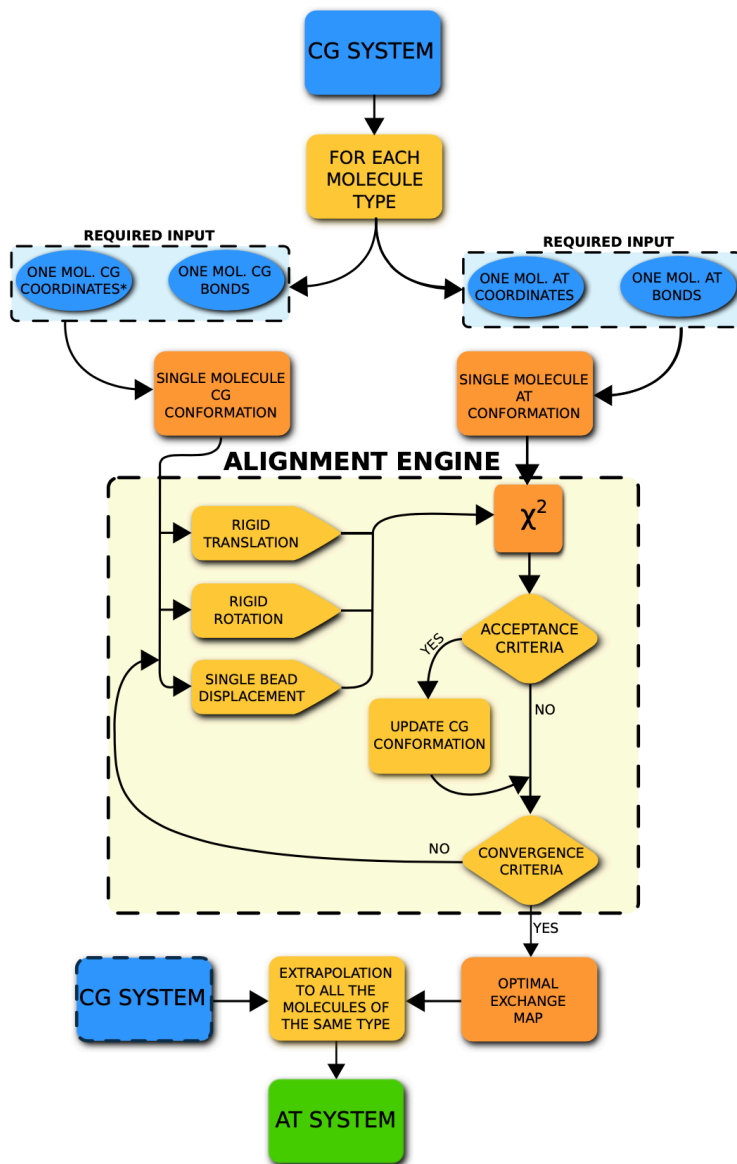 CG SYSTEM
FOR EACH
MOLECULE
TYPE
REQUIRED INPUT
ONE MOL. CG
COORDINATES*
ONE MOL. CG
BONDS
REQUIRED INPUT
ONE MOL. AT
COORDINATES
ONE MOL. AT
BONDS
SINGLE MOLECULE
CG
CONFORMATION
SINGLE MOLECULE
AT
CONFORMATION
ALIGNMENT ENGINE
RIGID
TRANSLATION
RIGID
ROTATION
SINGLE BEAD
DISPLACEMENT
χ²
ACCEPTANCE
CRITERIA
YES
NO
UPDATE CG
CONFORMATION
CONVERGENCE
CRITERIA
NO
YES
CG SYSTEM
EXTRAPOLATION
TO ALL THE
MOLECULES OF
THE SAME TYPE
OPTIMAL
EXCHANGE
MAP
AT SYSTEM